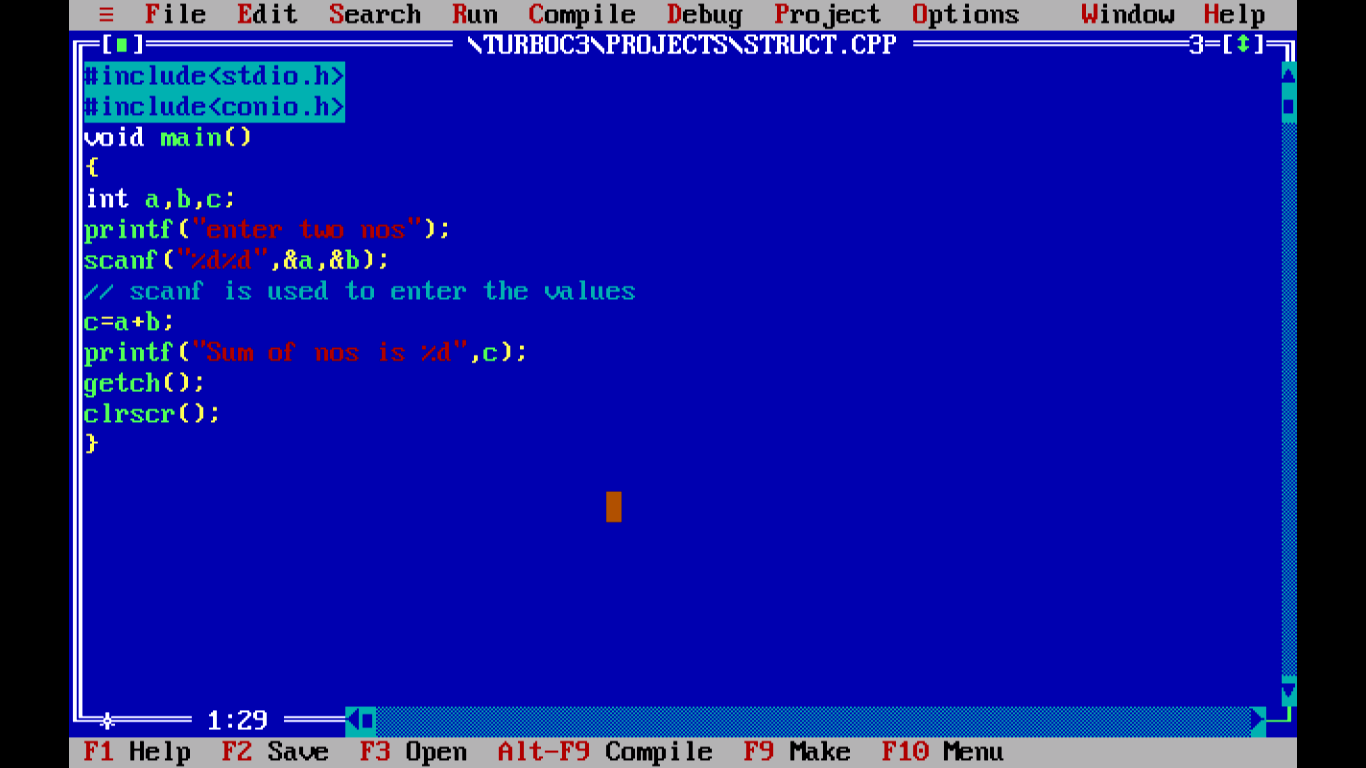 ≡ File Edit Search Run Compile Debug Project Options Window Help
[■] \TURBOC3\PROJECTS\STRUCT.CPP 3=[↕]
#include<stdio.h>
#include<conio.h>
void main()
{
int a,b,c;
printf("enter two nos");
scanf("%d%d",&a,&b);
// scanf is used to enter the values
c=a+b;
printf("Sum of nos is %d",c);
getch();
clrscr();
}
1:29
F1 Help F2 Save F3 Open Alt-F9 Compile F9 Make F10 Menu